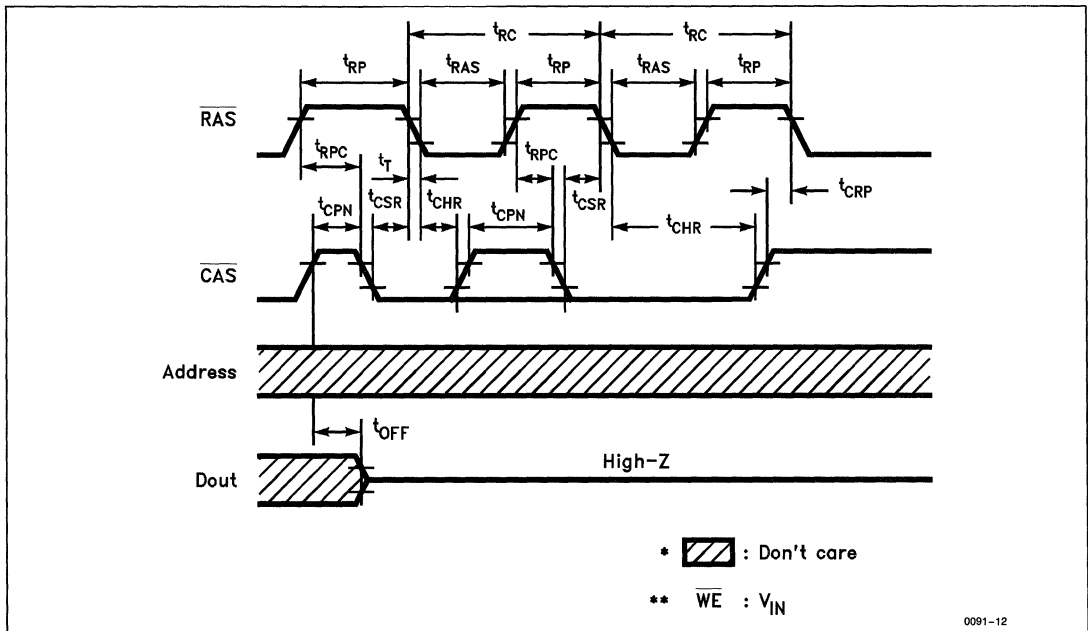 tRC tRC
tRP tRAS tRP tRAS tRP
RAS
tRPC tT tRPC
tCSR tCHR tCSR tCRP
tCPN tCPN tCHR
CAS
Address
tOFF
High-Z
Dout
* : Don't care
** WE : VIN
0091-12